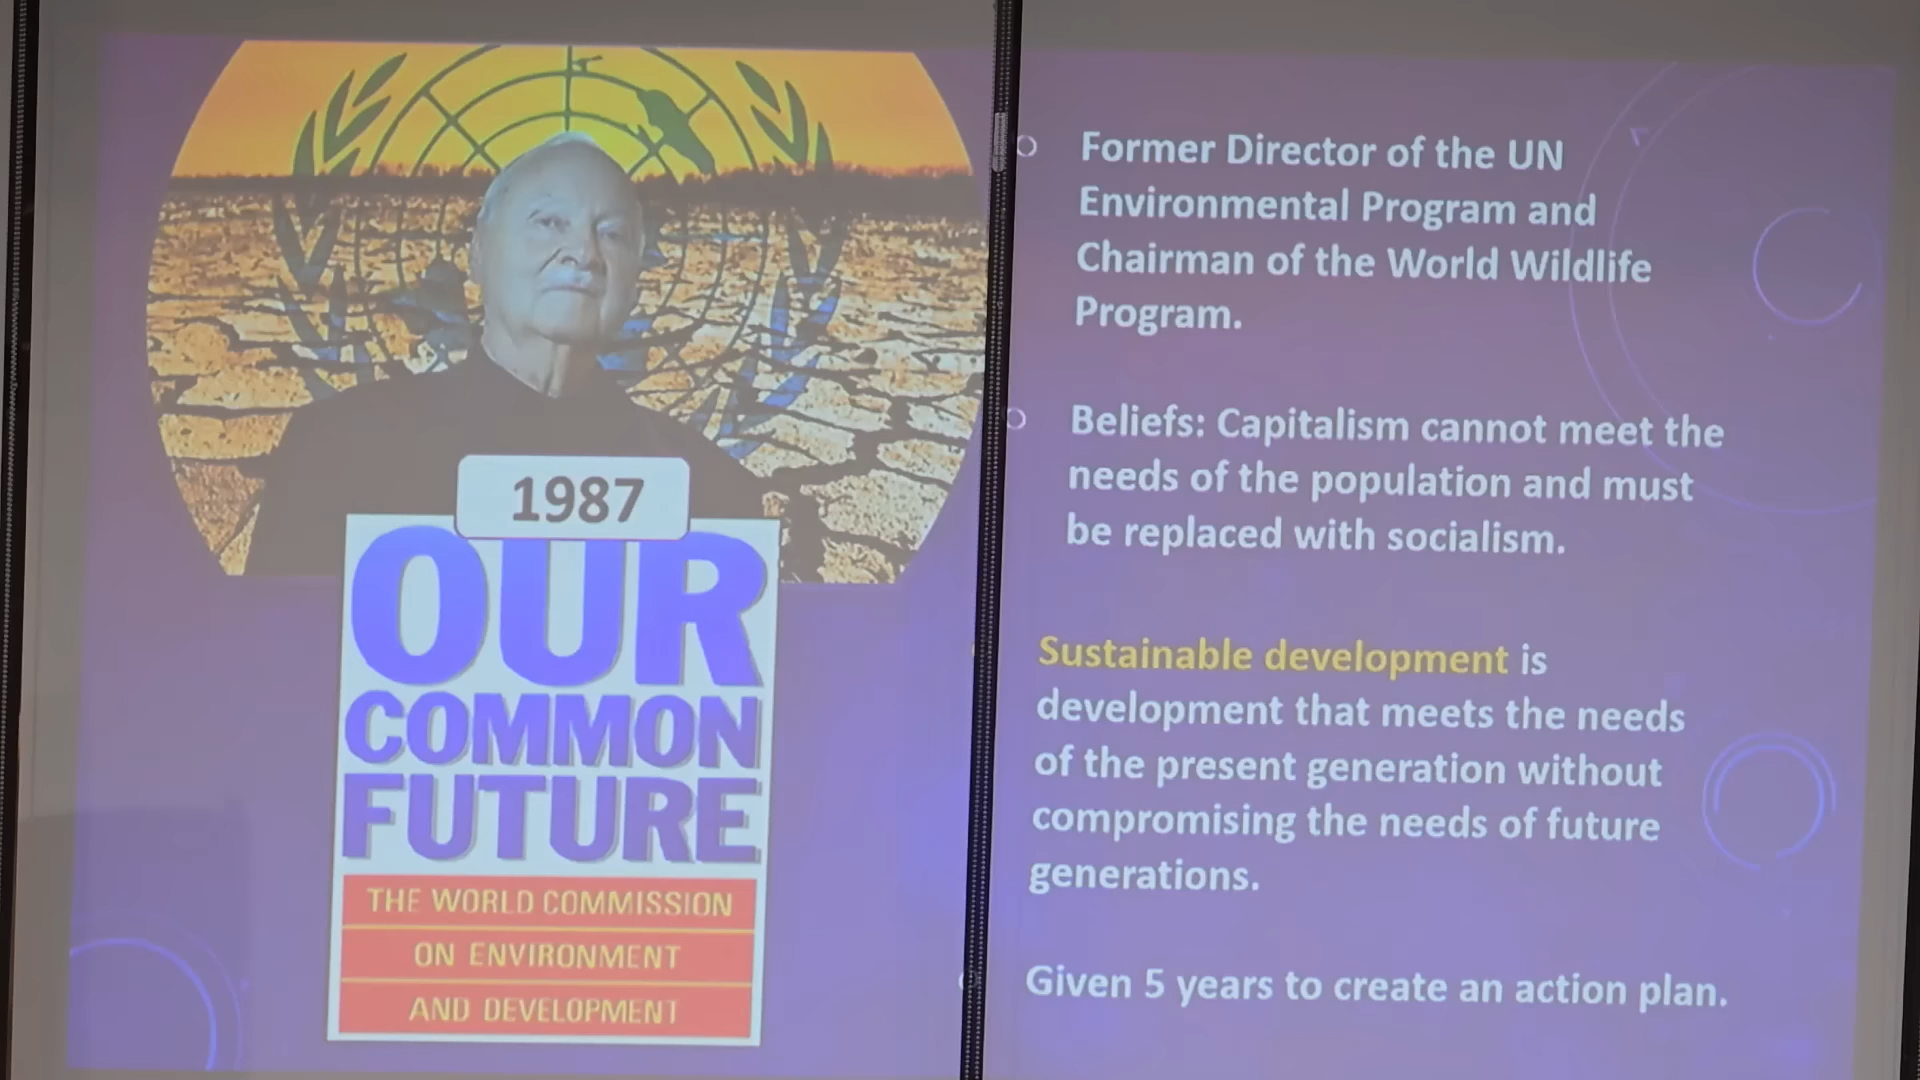 1987
OUR
COMMON
FUTURE
THE WORLD COMMISSION
ON ENVIRONMENT
AND DEVELOPMENT
Former Director of the UN
Environmental Program and
Chairman of the World Wildlife
Program.
Beliefs: Capitalism cannot meet the
needs of the population and must
be replaced with socialism.
Sustainable development is
development that meets the needs
of the present generation without
compromising the needs of future
generations.
Given 5 years to create an action plan.